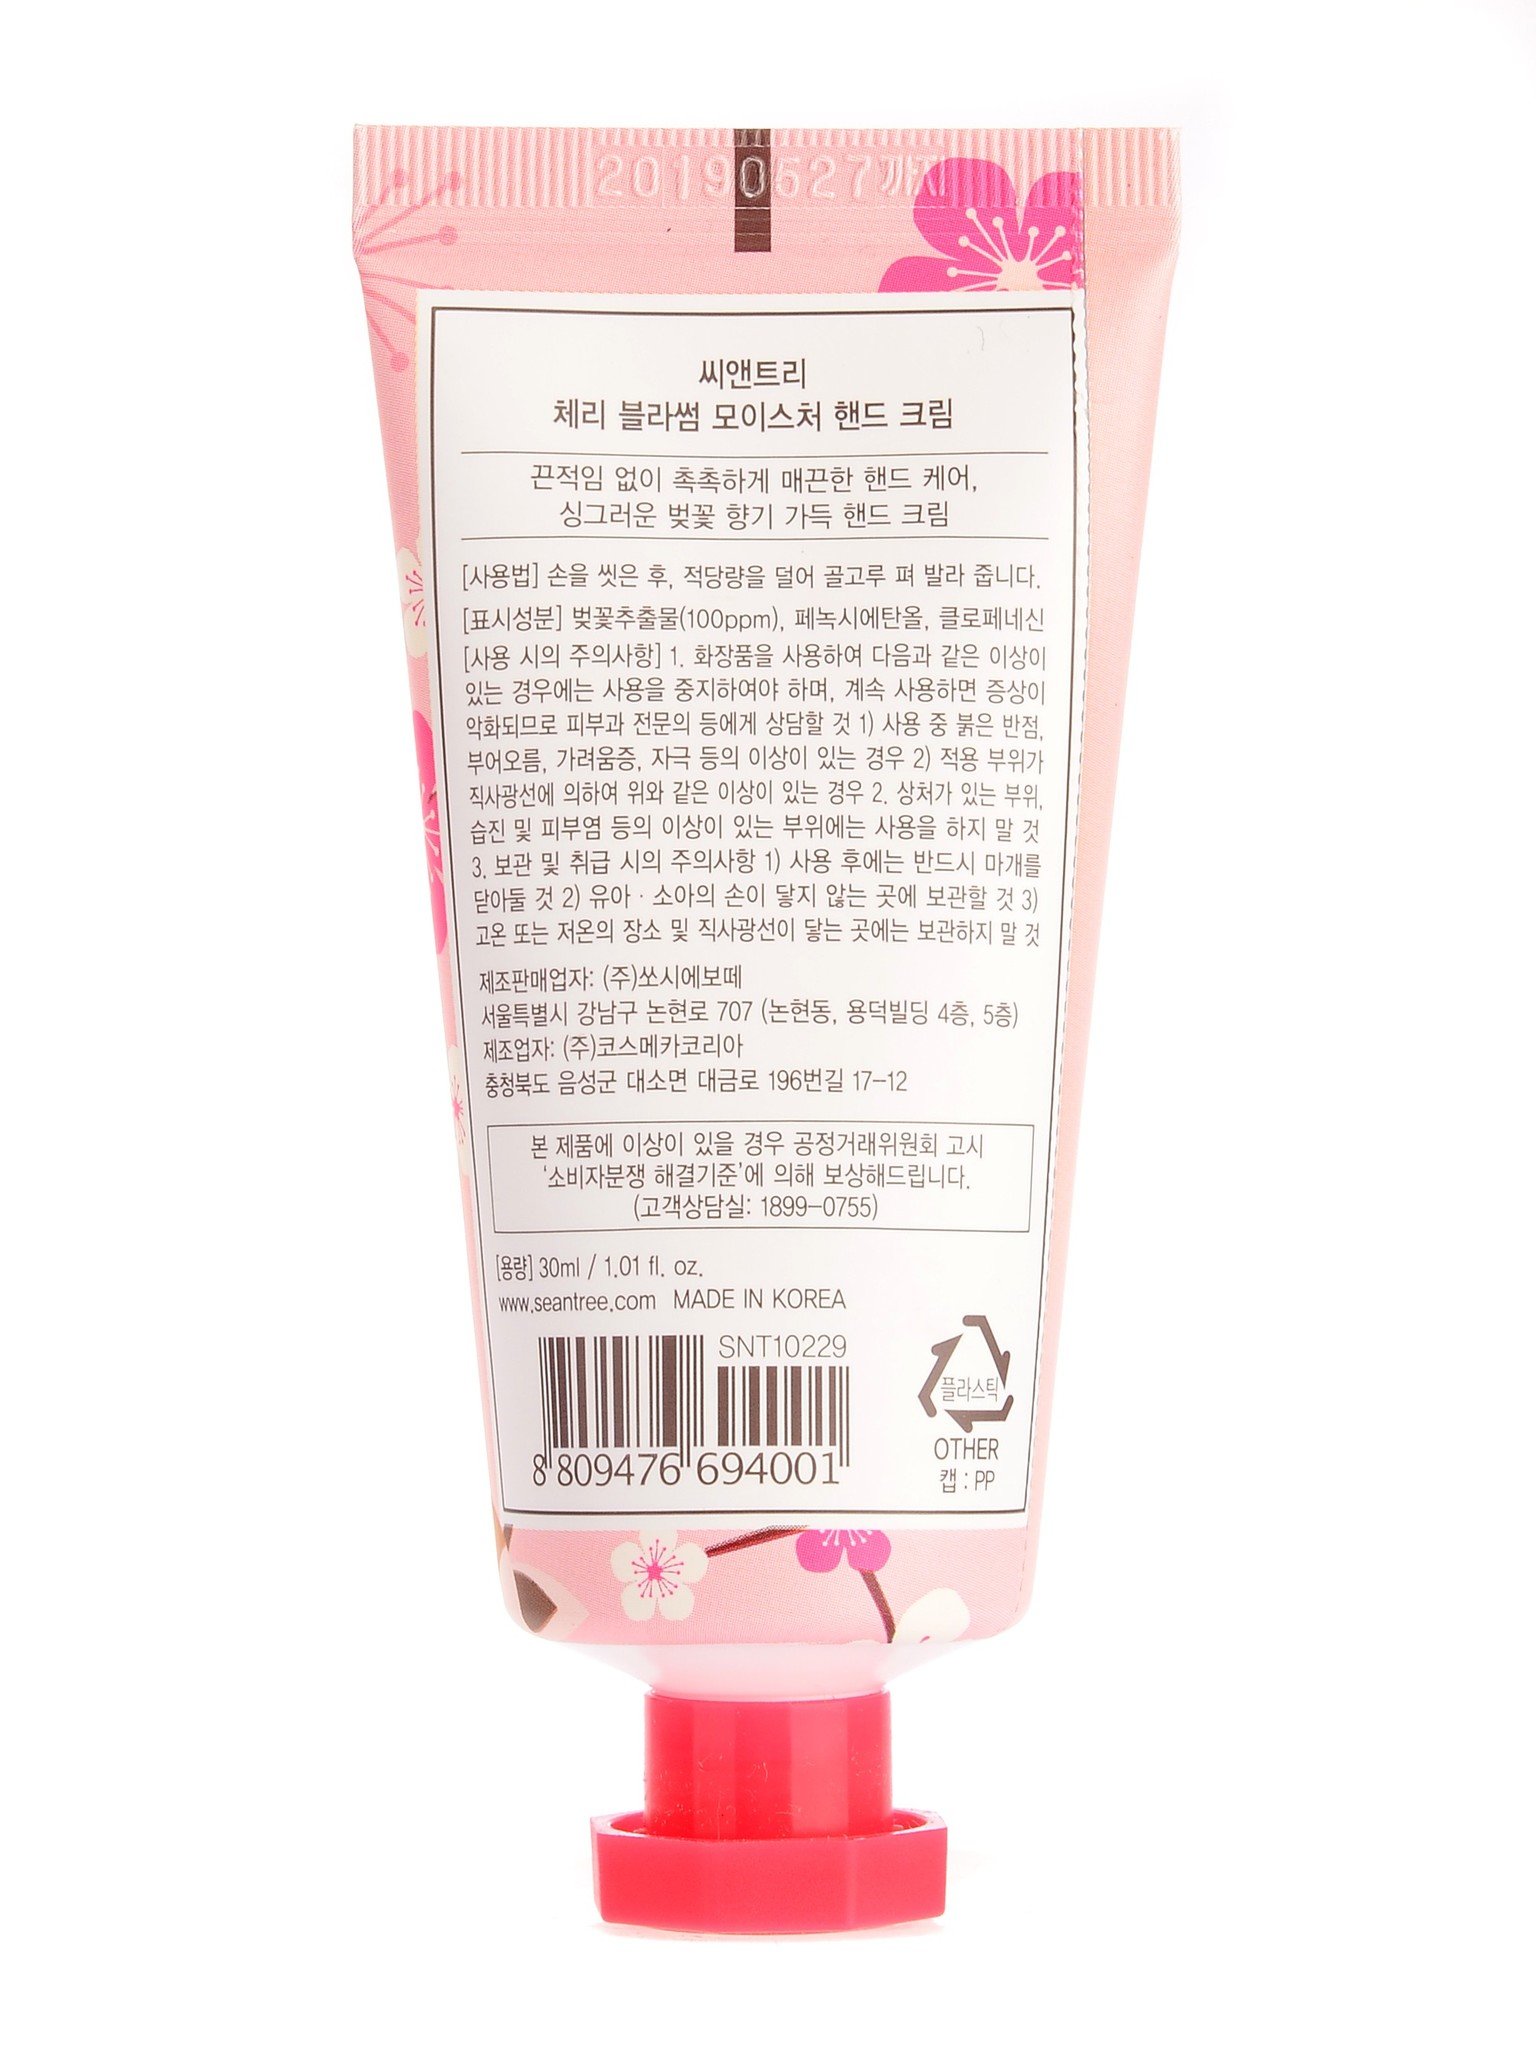 20190527까지
씨앤트리
체리 블라썸 모이스처 핸드 크림
끈적임 없이 촉촉하게 매끈한 핸드 케어,
싱그러운 벚꽃 향기 가득 핸드 크림
[사용법] 손을 씻은 후, 적당량을 덜어 골고루 펴 발라 줍니다.
[표시성분] 벚꽃추출물(100ppm), 페녹시에탄올, 클로페네신
[사용 시의 주의사항] 1. 화장품을 사용하여 다음과 같은 이상이
있는 경우에는 사용을 중지하여야 하며, 계속 사용하면 증상이
악화되므로 피부과 전문의 등에게 상담할 것 1) 사용 중 붉은 반점,
부어오름, 가려움증, 자극 등의 이상이 있는 경우 2) 적용 부위가
직사광선에 의하여 위와 같은 이상이 있는 경우 2. 상처가 있는 부위,
습진 및 피부염 등의 이상이 있는 부위에는 사용을 하지 말 것
3. 보관 및 취급 시의 주의사항 1) 사용 후에는 반드시 마개를
닫아둘 것 2) 유아 · 소아의 손이 닿지 않는 곳에 보관할 것 3)
고온 또는 저온의 장소 및 직사광선이 닿는 곳에는 보관하지 말 것
제조판매업자: (주)쏘시에보떼
서울특별시 강남구 논현로 707 (논현동, 용덕빌딩 4층, 5층)
제조업자: (주)코스메카코리아
충청북도 음성군 대소면 대금로 196번길 17-12
본 제품에 이상이 있을 경우 공정거래위원회 고시
'소비자분쟁 해결기준'에 의해 보상해드립니다.
(고객상담실: 1899-0755)
[용량] 30ml / 1.01 fl. oz.
www.seantree.com MADE IN KOREA
SNT10229
8 809476 694001
플라스틱
OTHER
캡 : PP